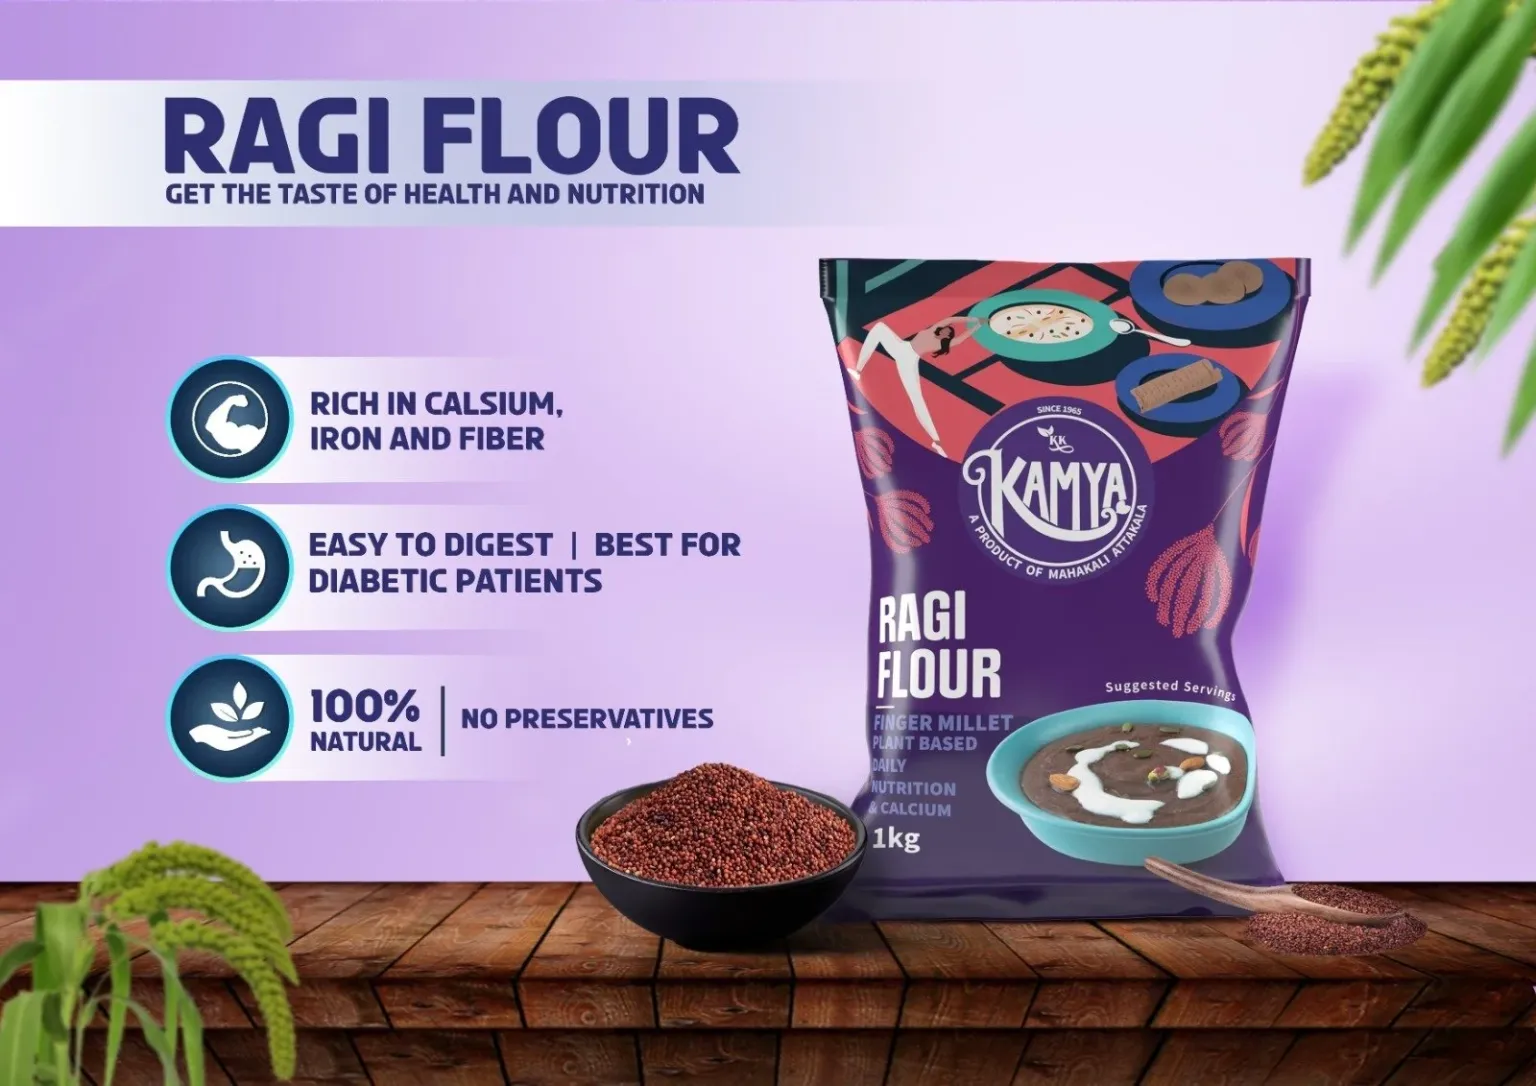 RAGI FLOUR
GET THE TASTE OF HEALTH AND NUTRITION
RICH IN CALSIUM,
IRON AND FIBER
EASY TO DIGEST | BEST FOR
DIABETIC PATIENTS
100%
NATURAL
NO PRESERVATIVES
SINCE 1965
KK
KAMYA
A PRODUCT OF MAHAKALI ATTAKALA
RAGI
FLOUR
FINGER MILLET
PLANT BASED
DAILY
NUTRITION
& CALCIUM
1kg
Suggested Servings